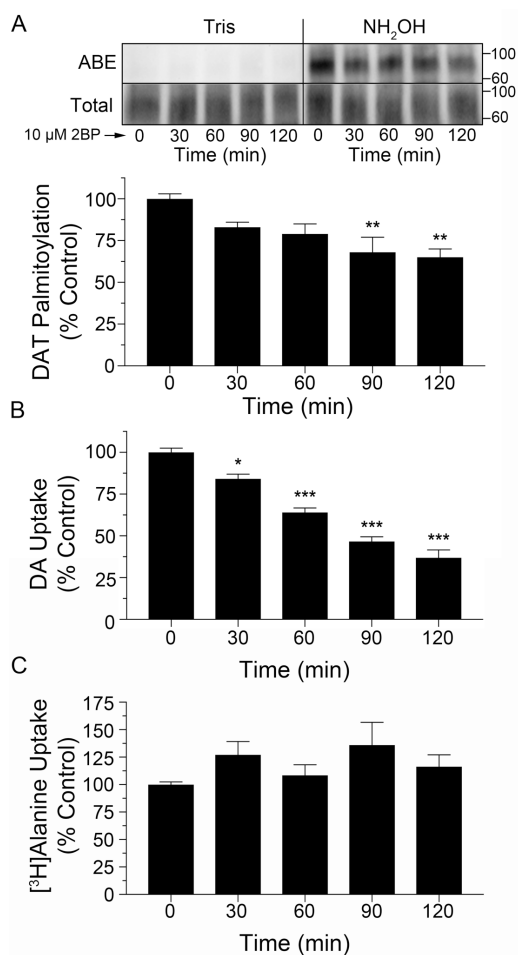 A
Tris NH₂OH
ABE
100
60
Total
100
60
10 µM 2BP 0 30 60 90 120 0 30 60 90 120
Time (min) Time (min)
DAT Palmitoylation
(% Control)
100
75
50
25
0
** **
0 30 60 90 120
Time (min)
B
DA Uptake
(% Control)
100
75
50
25
0
* *** *** ***
0 30 60 90 120
Time (min)
C
[³H]Alanine Uptake
(% Control)
175
150
125
100
75
50
25
0
0 30 60 90 120
Time (min)